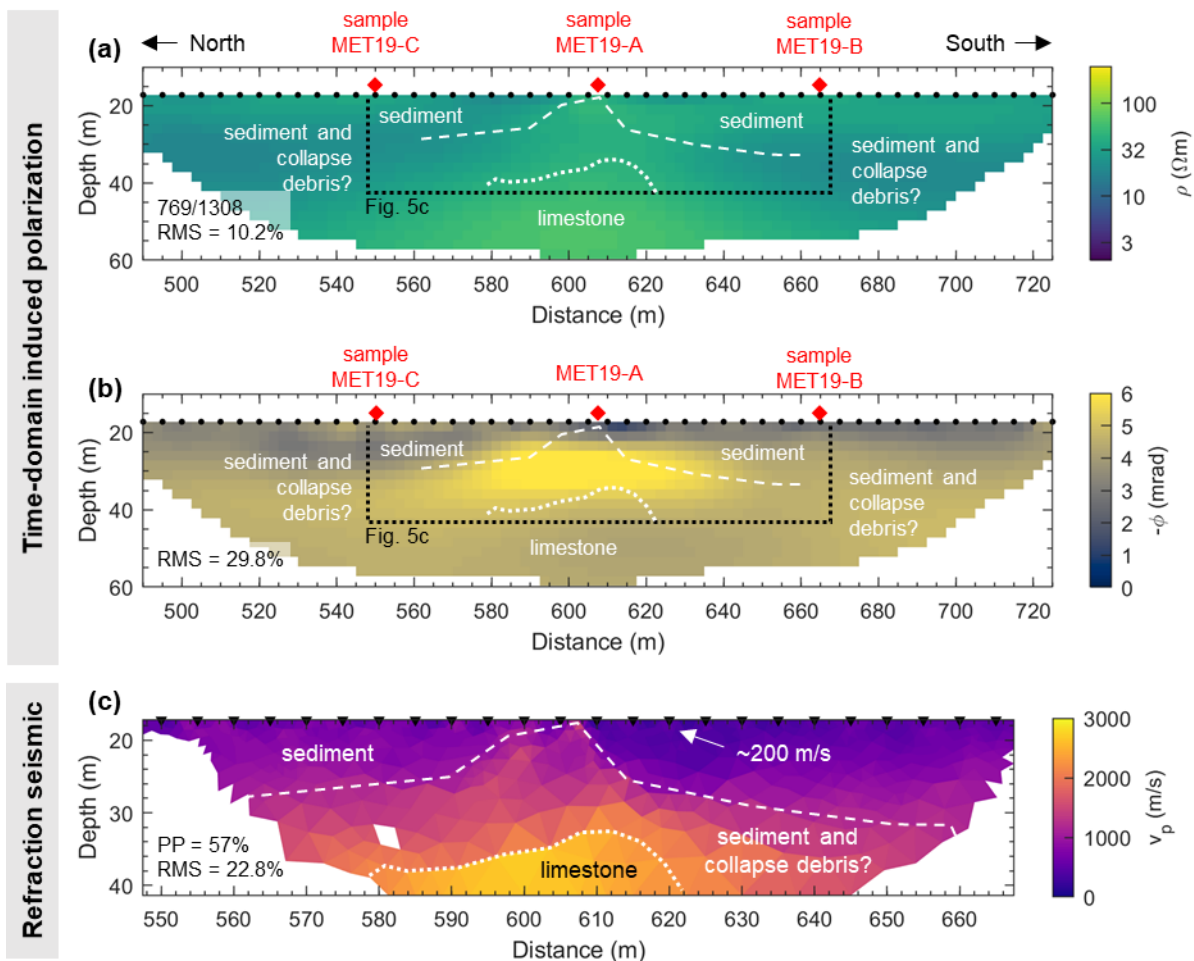 Time-domain induced polarization
(a)
North
sample
MET19-C
sample
MET19-A
sample
MET19-B
South
Depth (m)
20
40
60
sediment and
collapse
debris?
sediment
sediment
sediment and
collapse
debris?
769/1308
RMS = 10.2%
Fig. 5c
limestone
500 520 540 560 580 600 620 640 660 680 700 720
Distance (m)
100
32
10
3
ρ (Ωm)
(b)
sample
MET19-C
MET19-A
sample
MET19-B
Depth (m)
20
40
60
sediment and
collapse
debris?
sediment
sediment
sediment and
collapse
debris?
RMS = 29.8%
Fig. 5c
limestone
500 520 540 560 580 600 620 640 660 680 700 720
Distance (m)
6
5
4
3
2
1
0
-ϕ (mrad)
Refraction seismic
(c)
Depth (m)
20
30
40
sediment
~200 m/s
PP = 57%
RMS = 22.8%
limestone
sediment and
collapse debris?
550 560 570 580 590 600 610 620 630 640 650 660
Distance (m)
3000
2000
1000
0
vp (m/s)